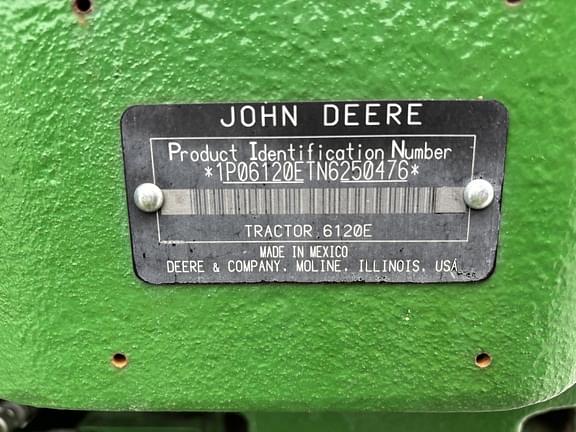 JOHN DEERE
Product Identification Number
*1P06120ETN6250476*
TRACTOR 6120E
MADE IN MEXICO
DEERE & COMPANY. MOLINE. ILLINOIS. USA